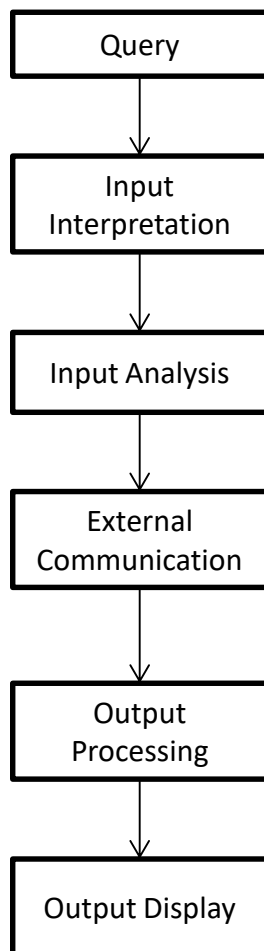 Query
Input
Interpretation
Input Analysis
External
Communication
Output
Processing
Output Display